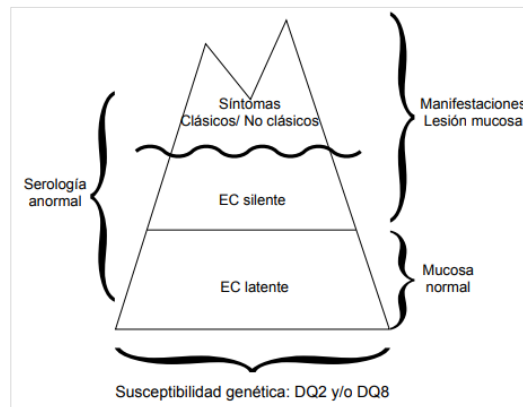 Síntomas
Clásicos/ No clásicos
Manifestaciones
Lesión mucosa
Serología
anormal
EC silente
EC latente
Mucosa
normal
Susceptibilidad genética: DQ2 y/o DQ8